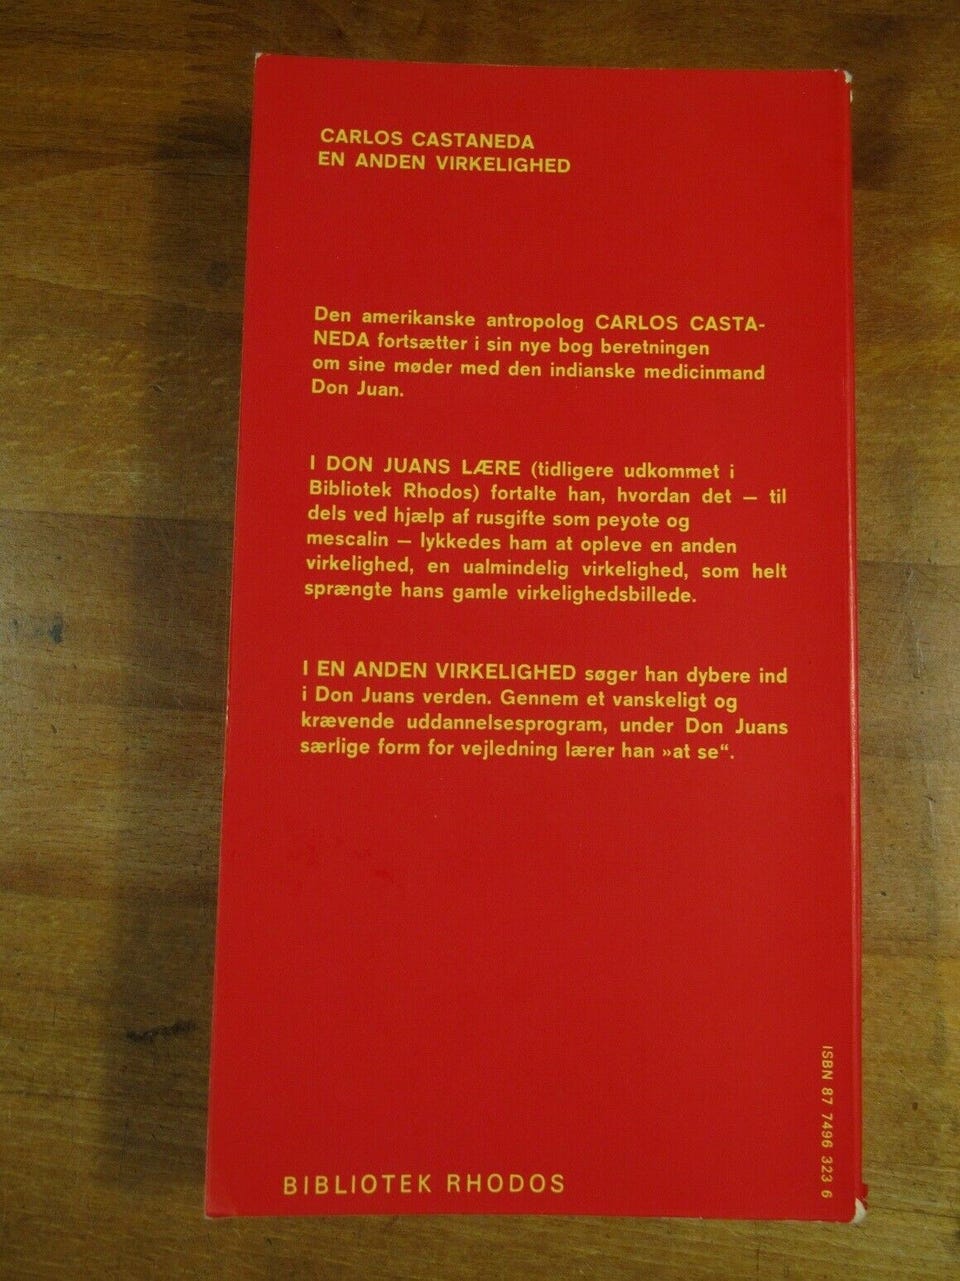 CARLOS CASTANEDA
EN ANDEN VIRKELIGHED
Den amerikanske antropolog CARLOS CASTA-
NEDA fortsætter i sin nye bog beretningen
om sine møder med den indianske medicinmand
Don Juan.
I DON JUANS LÆRE (tidligere udkommet i
Bibliotek Rhodos) fortalte han, hvordan det — til
dels ved hjælp af rusgifte som peyote og
mescalin — lykkedes ham at opleve en anden
virkelighed, en ualmindelig virkelighed, som helt
sprængte hans gamle virkelighedsbillede.
I EN ANDEN VIRKELIGHED søger han dybere ind
i Don Juans verden. Gennem et vanskeligt og
krævende uddannelsesprogram, under Don Juans
særlige form for vejledning lærer han »at se“.
ISBN 87 7496 323 6
BIBLIOTEK RHODOS